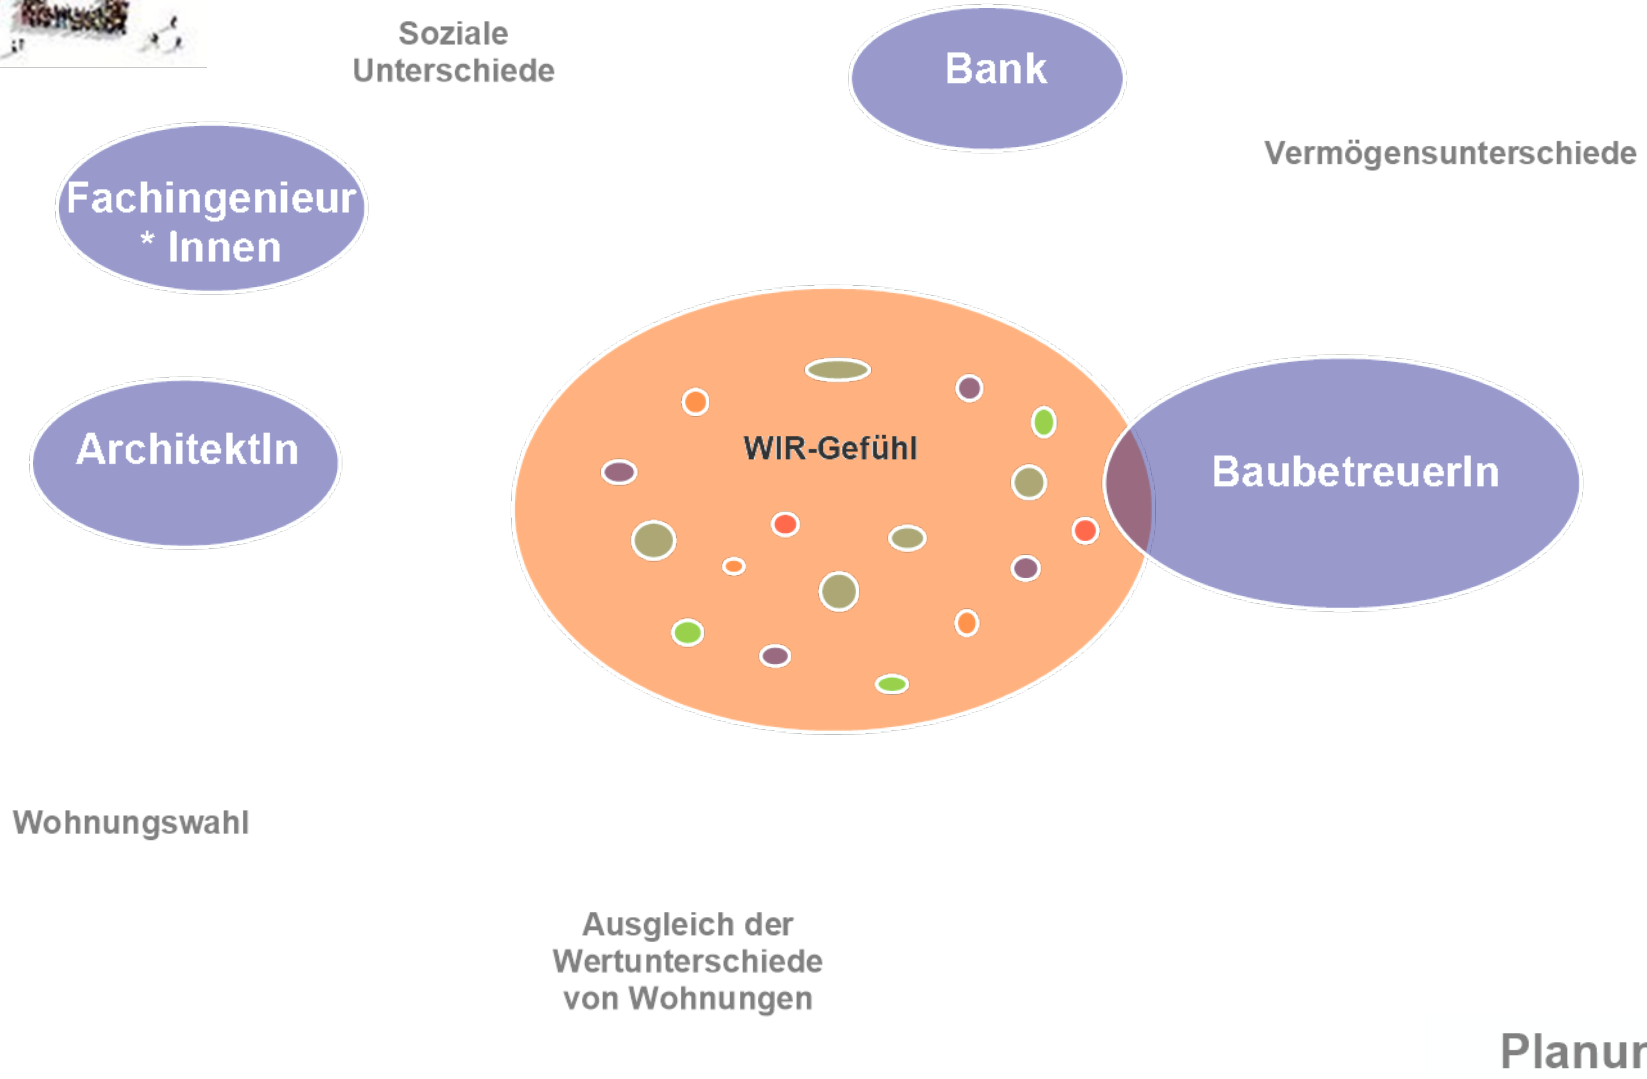 Soziale
Unterschiede
Bank
Vermögensunterschiede
Fachingenieur
* Innen
ArchitektIn
WIR-Gefühl
BaubetreuerIn
Wohnungswahl
Ausgleich der
Wertunterschiede
von Wohnungen